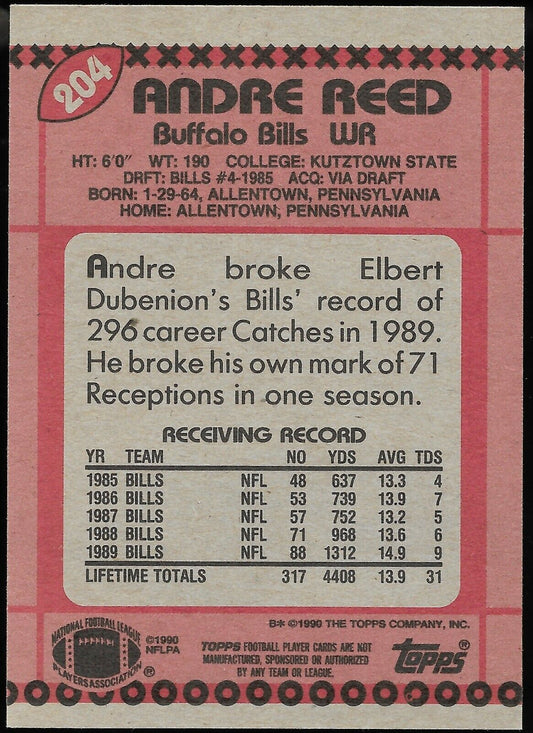 204
ANDRE REED
Buffalo Bills WR
HT: 6'0" WT: 190 COLLEGE: KUTZTOWN STATE
DRFT: BILLS #4-1985 ACQ: VIA DRAFT
BORN: 1-29-64, ALLENTOWN, PENNSYLVANIA
HOME: ALLENTOWN, PENNSYLVANIA
Andre broke Elbert
Dubenion's Bills' record of
296 career Catches in 1989.
He broke his own mark of 71
Receptions in one season.
RECEIVING RECORD
YR TEAM NO YDS AVG TDS
1985 BILLS NFL 48 637 13.3 4
1986 BILLS NFL 53 739 13.9 7
1987 BILLS NFL 57 752 13.2 5
1988 BILLS NFL 71 968 13.6 6
1989 BILLS NFL 88 1312 14.9 9
LIFETIME TOTALS 317 4408 13.9 31
B* ©1990 THE TOPPS COMPANY, INC.
NATIONAL FOOTBALL LEAGUE
PLAYERS ASSOCIATION
®
©1990
NFLPA
TOPPS FOOTBALL PLAYER CARDS ARE NOT
MANUFACTURED, SPONSORED OR AUTHORIZED
BY ANY TEAM OR LEAGUE.
topps®